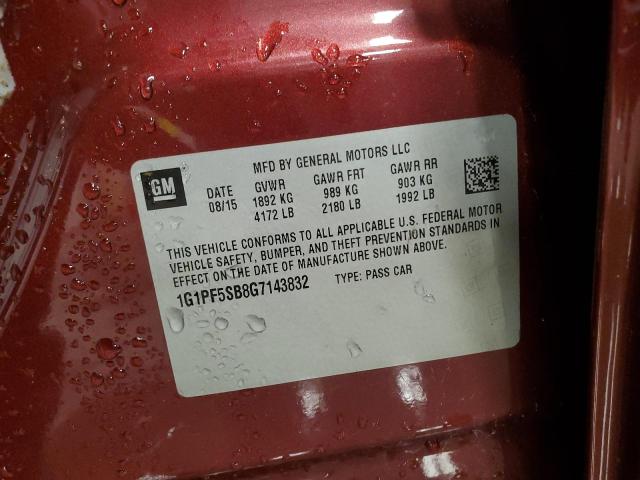 MFD BY GENERAL MOTORS LLC
GM
DATE GVWR GAWR FRT GAWR RR
08/15 1892 KG 989 KG 903 KG
4172 LB 2180 LB 1992 LB
THIS VEHICLE CONFORMS TO ALL APPLICABLE U.S. FEDERAL MOTOR
VEHICLE SAFETY, BUMPER, AND THEFT PREVENTION STANDARDS IN
EFFECT ON THE DATE OF MANUFACTURE SHOWN ABOVE.
1G1PF5SB8G7143832 TYPE: PASS CAR